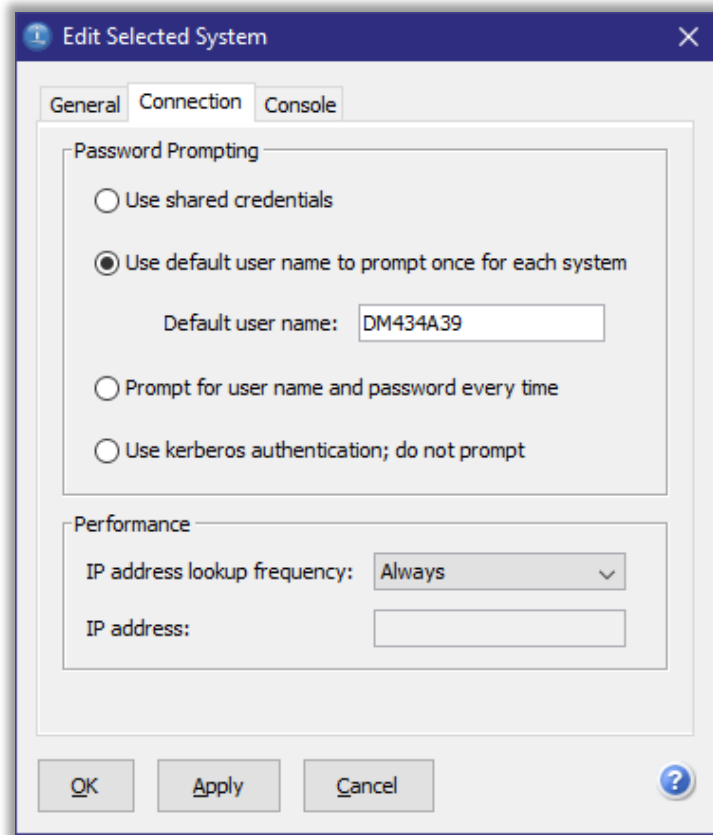 Edit Selected System
General Connection Console
Password Prompting
Use shared credentials
Use default user name to prompt once for each system
Default user name: DM434A39
Prompt for user name and password every time
Use kerberos authentication; do not prompt
Performance
IP address lookup frequency: Always
IP address:
OK Apply Cancel ?